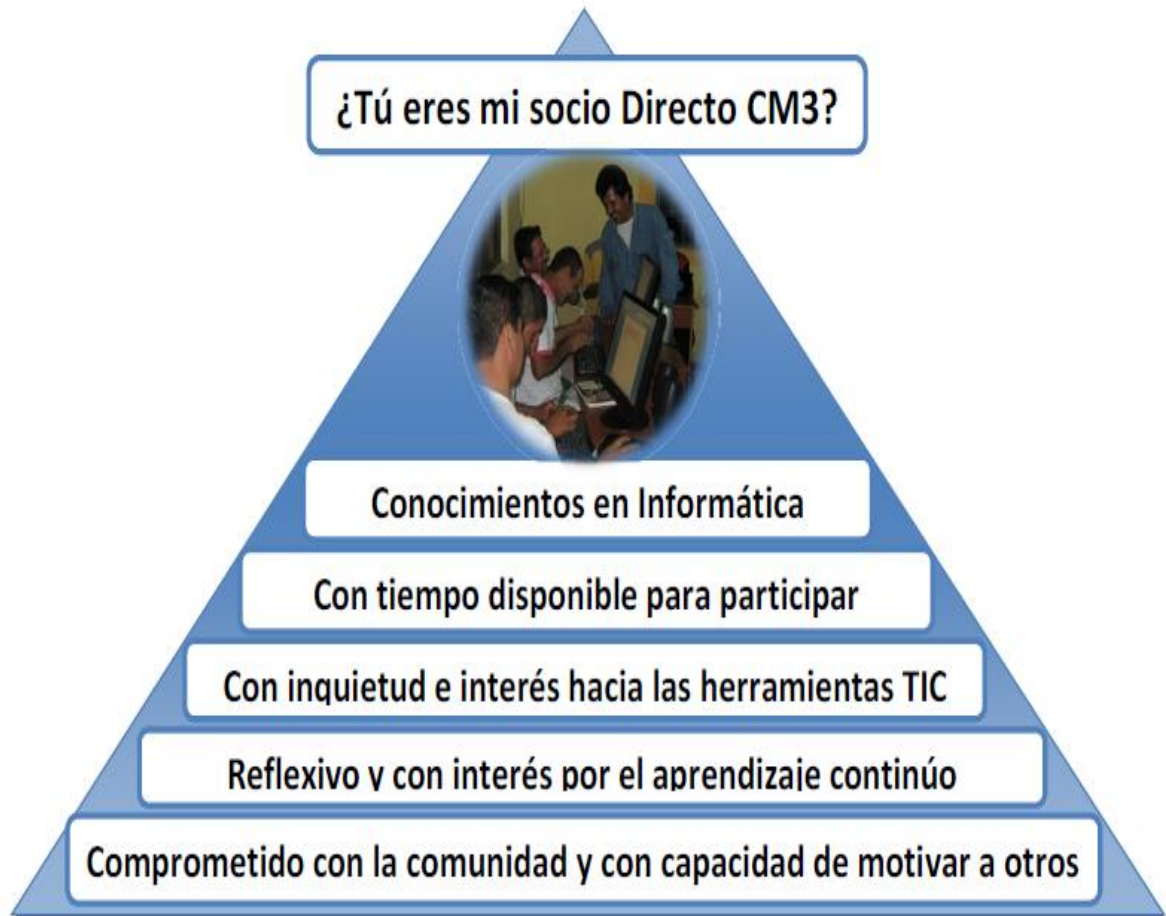 ¿Tú eres mi socio Directo CM3?
Conocimientos en Informática
Con tiempo disponible para participar
Con inquietud e interés hacia las herramientas TIC
Reflexivo y con interés por el aprendizaje continúo
Comprometido con la comunidad y con capacidad de motivar a otros